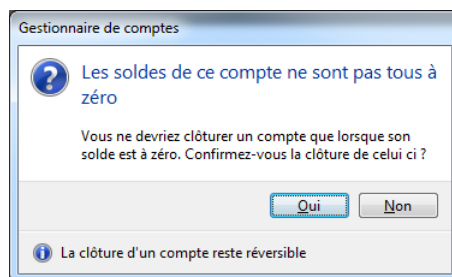 Gestionnaire de comptes
Les soldes de ce compte ne sont pas tous à
zéro
Vous ne devriez clôturer un compte que lorsque son
solde est à zéro. Confirmez-vous la clôture de celui ci ?
Oui
Non
La clôture d'un compte reste réversible